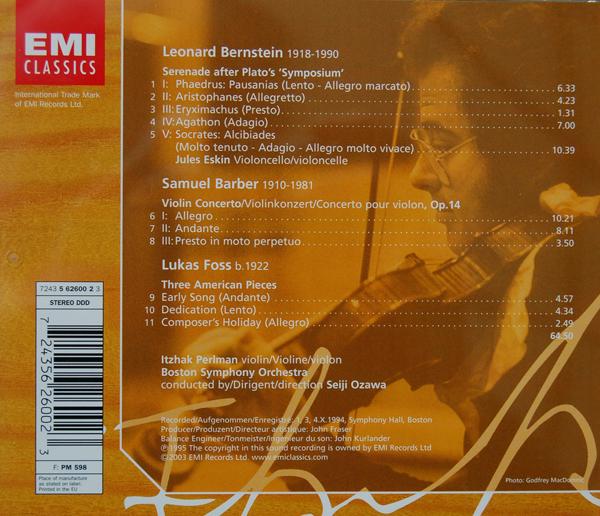 EMI
CLASSICS
International Trade Mark
of EMI Records Ltd.
Leonard Bernstein 1918-1990
Serenade after Plato's 'Symposium'
1 I: Phaedrus: Pausanias (Lento - Allegro marcato) 6.33
2 II: Aristophanes (Allegretto) 4.23
3 III: Eryximachus (Presto) 1.31
4 IV: Agathon (Adagio) 7.00
5 V: Socrates: Alcibiades
(Molto tenuto - Adagio - Allegro molto vivace) 10.39
Jules Eskin Violoncello/violoncelle
Samuel Barber 1910-1981
Violin Concerto/Violinkonzert/Concerto pour violon, Op.14
6 I: Allegro 10.21
7 II: Andante 8.11
8 III: Presto in moto perpetuo 3.50
Lukas Foss b.1922
Three American Pieces
9 Early Song (Andante) 4.57
10 Dedication (Lento) 4.34
11 Composer's Holiday (Allegro) 2.49
64.50
Itzhak Perlman violin/Violine/violon
Boston Symphony Orchestra
conducted by/Dirigent/direction Seiji Ozawa
Recorded/Aufgenommen/Enregistré: 1, 3, 4.X.1994, Symphony Hall, Boston
Producer/Produzent/Directeur artistique: John Fraser
Balance Engineer/Tonmeister/Ingénieur du son: John Kurlander
℗ 1995 The copyright in this sound recording is owned by EMI Records Ltd
©2003 EMI Records Ltd. www.emiclassics.com
Photo: Godfrey MacDomnic
7243 5 62600 2 3
STEREO DDD
7 24356 26002 3
F: PM 598
Place of manufacture
as stated on label.
Printed in the EU